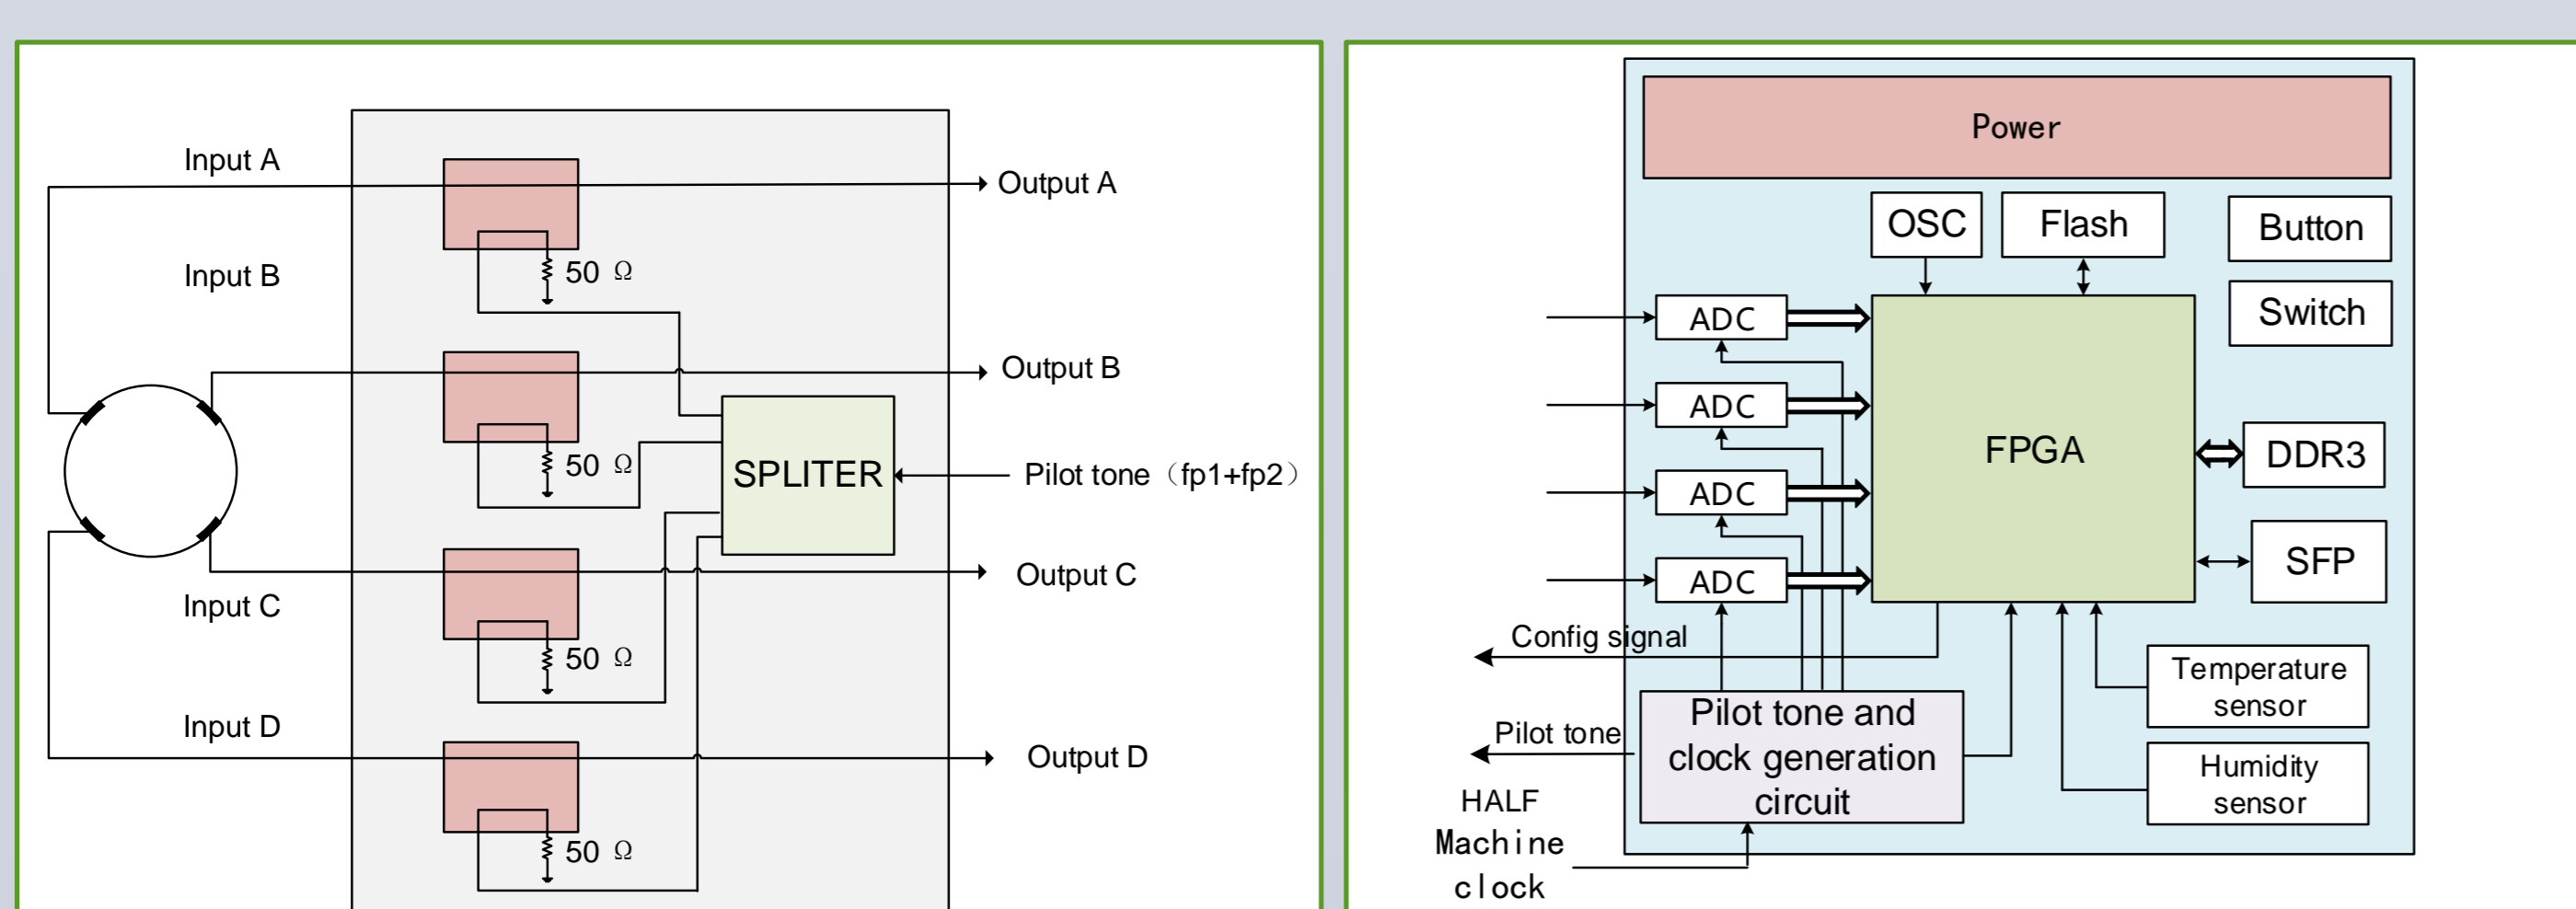 Input A
Output A
50 Ω
Input B
Output B
50 Ω
SPLITER
Pilot tone（fp1+fp2）
Output C
Input C
50 Ω
Input D
Output D
50 Ω
Power
OSC
Flash
Button
Switch
ADC
ADC
ADC
ADC
FPGA
DDR3
SFP
Config signal
Temperature
sensor
Pilot tone and
clock generation
circuit
Pilot tone
Humidity
sensor
HALF
Machine
clock